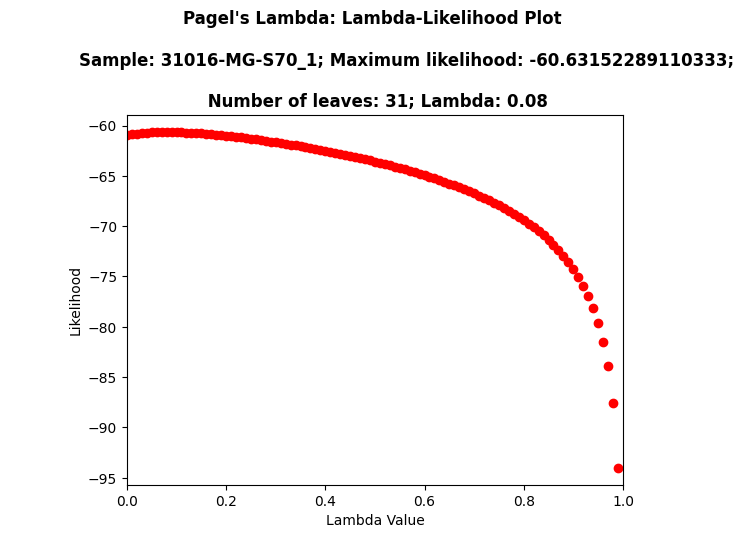 Pagel's Lambda: Lambda-Likelihood Plot
Sample: 31016-MG-S70_1; Maximum likelihood: -60.63152289110333;
Number of leaves: 31; Lambda: 0.08
−60
−65
−70
−75
−80
−85
−90
−95
Likelihood
0.0 0.2 0.4 0.6 0.8 1.0
Lambda Value